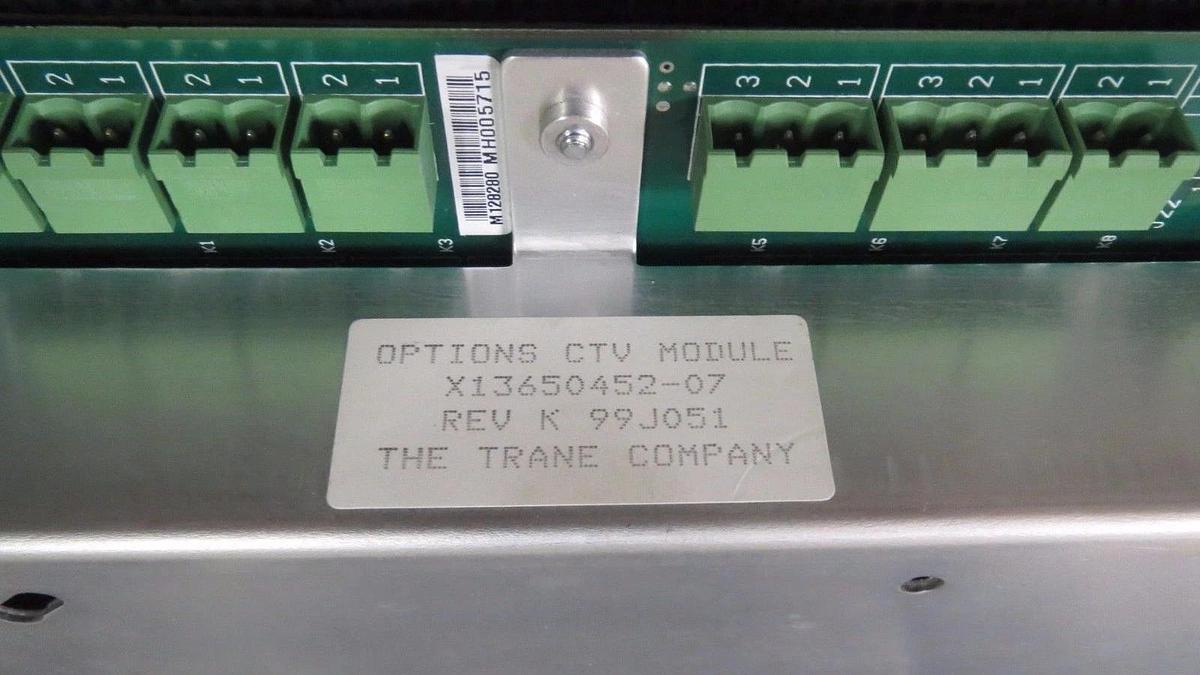 2 1
2 1
2 1
M128280 MH005715
3 2 1
3 2 1
2 1
K1
K2
K3
K5
K6
K7
K8
J22
OPTIONS CTV MODULE
X13650452-07
REV K 99J051
THE TRANE COMPANY